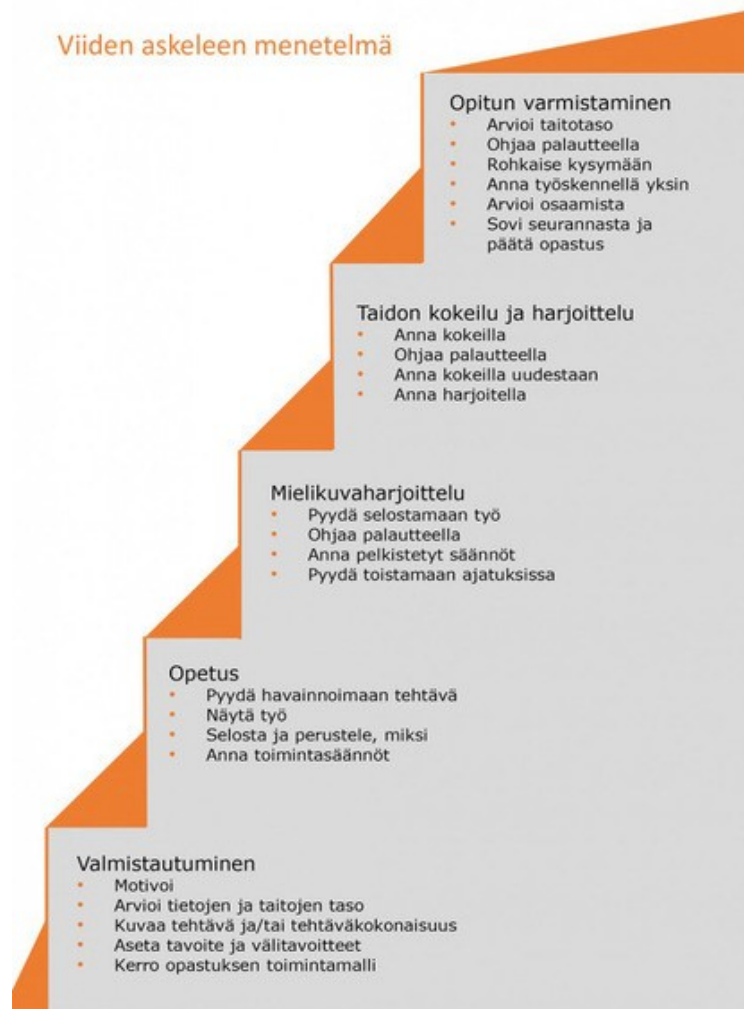 Viiden askeleen menetelmä
Opitun varmistaminen
• Arvioi taitotaso
• Ohjaa palautteella
• Rohkaise kysymään
• Anna työskennellä yksin
• Arvioi osaamista
• Sovi seurannasta ja
päätä opastus
Taidon kokeilu ja harjoittelu
• Anna kokeilla
• Ohjaa palautteella
• Anna kokeilla uudestaan
• Anna harjoitella
Mielikuvaharjoittelu
• Pyydä selostamaan työ
• Ohjaa palautteella
• Anna pelkistetyt säännöt
• Pyydä toistamaan ajatuksissa
Opetus
• Pyydä havainnoimaan tehtävä
• Näytä työ
• Selosta ja perustele, miksi
• Anna toimintasäännöt
Valmistautuminen
• Motivoi
• Arvioi tietojen ja taitojen taso
• Kuvaa tehtävä ja/tai tehtäväkokonaisuus
• Aseta tavoite ja välitavoitteet
• Kerro opastuksen toimintamalli